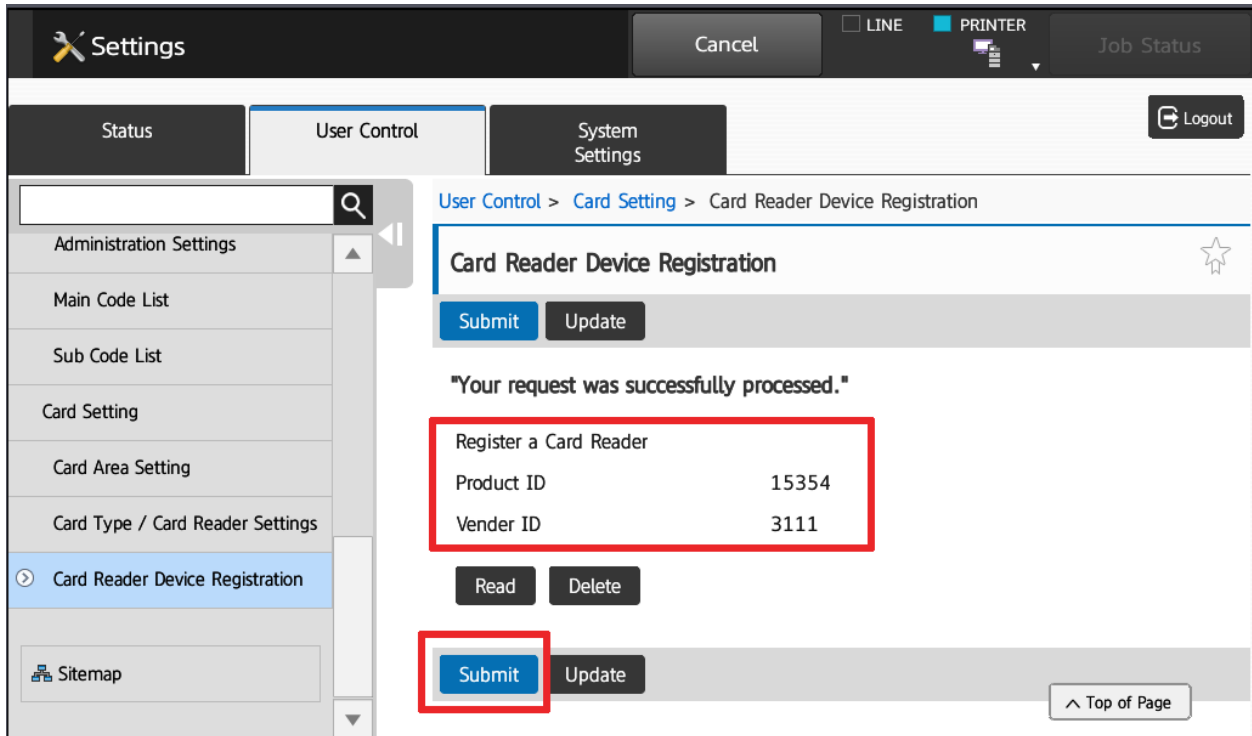 Settings
Cancel
LINE
PRINTER
Job Status
Status
User Control
System
Settings
Logout
Administration Settings
Main Code List
Sub Code List
Card Setting
Card Area Setting
Card Type / Card Reader Settings
Card Reader Device Registration
Sitemap
User Control > Card Setting > Card Reader Device Registration
Card Reader Device Registration
Submit Update
"Your request was successfully processed."
Register a Card Reader
Product ID 15354
Vender ID 3111
Read Delete
Submit Update
Top of Page